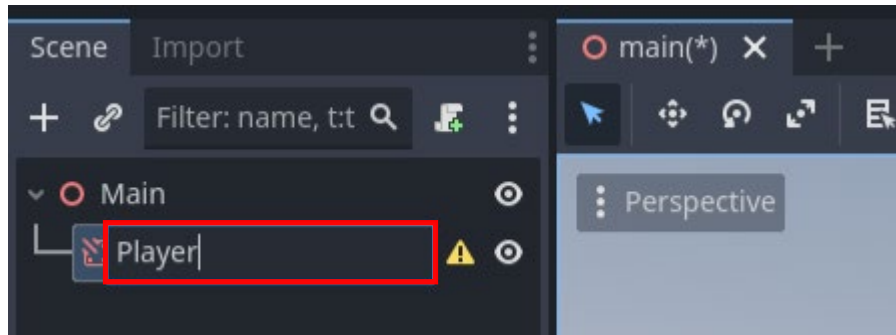 Scene Import
main(*)
Filter: name, t:t
Main
Perspective
Player